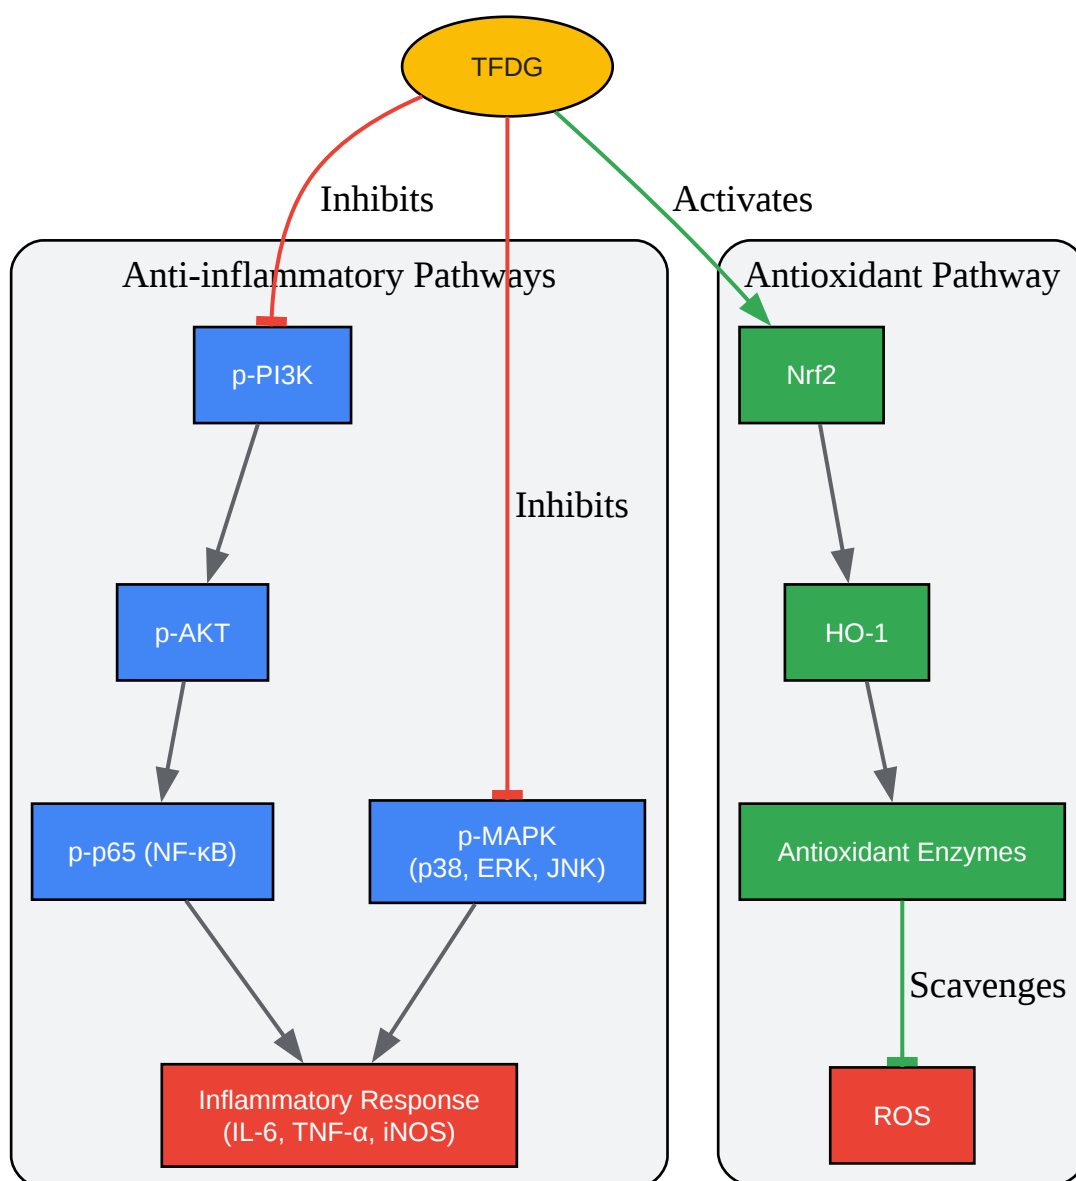 TFDG
Inhibits
Activates
Anti-inflammatory Pathways
Antioxidant Pathway
p-PI3K
Nrf2
Inhibits
p-AKT
HO-1
p-p65 (NF-κB)
p-MAPK
(p38, ERK, JNK)
Antioxidant Enzymes
Scavenges
Inflammatory Response
(IL-6, TNF-α, iNOS)
ROS